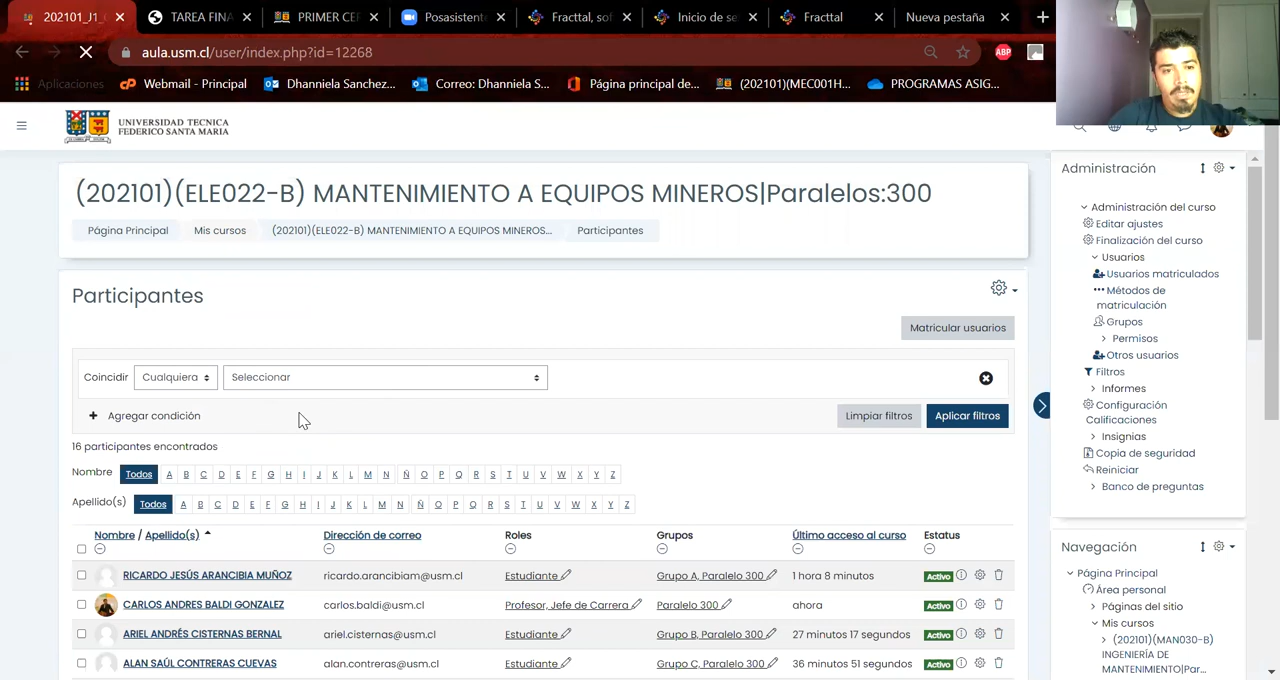 202101_J1_
TAREA FINA
PRIMER CEF
Posasistente
Fracttal, sof
Inicio de se
Fracttal
Nueva pestaña
aula.usm.cl/user/index.php?id=12268
ABP
Aplicaciones
Webmail - Principal
Dhanniela Sanchez...
Correo: Dhanniela S...
Página principal de...
(202101)(MEC001H...
PROGRAMAS ASIG...
UNIVERSIDAD TECNICA
FEDERICO SANTA MARIA
(202101)(ELE022-B) MANTENIMIENTO A EQUIPOS MINEROS|Paralelos:300
Página Principal
Mis cursos
(202101)(ELE022-B) MANTENIMIENTO A EQUIPOS MINEROS...
Participantes
Participantes
Matricular usuarios
Coincidir
Cualquiera
Seleccionar
Agregar condición
Limpiar filtros
Aplicar filtros
16 participantes encontrados
Nombre Todos A B C D E F G H I J K L M N Ñ O P Q R S T U V W X Y Z
Apellido(s) Todos A B C D E F G H I J K L M N Ñ O P Q R S T U V W X Y Z
Nombre / Apellido(s) Dirección de correo Roles Grupos Último acceso al curso Estatus
RICARDO JESÚS ARANCIBIA MUÑOZ ricardo.arancibiam@usm.cl Estudiante Grupo A, Paralelo 300 1 hora 8 minutos Activo
CARLOS ANDRES BALDI GONZALEZ carlos.baldi@usm.cl Profesor, Jefe de Carrera Paralelo 300 ahora Activo
ARIEL ANDRÉS CISTERNAS BERNAL ariel.cisternas@usm.cl Estudiante Grupo B, Paralelo 300 27 minutos 17 segundos Activo
ALAN SAÚL CONTRERAS CUEVAS alan.contreras@usm.cl Estudiante Grupo C, Paralelo 300 36 minutos 51 segundos Activo
Administración
Administración del curso
Editar ajustes
Finalización del curso
Usuarios
Usuarios matriculados
Métodos de
matriculación
Grupos
Permisos
Otros usuarios
Filtros
Informes
Configuración
Calificaciones
Insignias
Copia de seguridad
Reiniciar
Banco de preguntas
Navegación
Página Principal
Área personal
Páginas del sitio
Mis cursos
(202101)(MAN030-B)
INGENIERÍA DE
MANTENIMIENTO|Par...